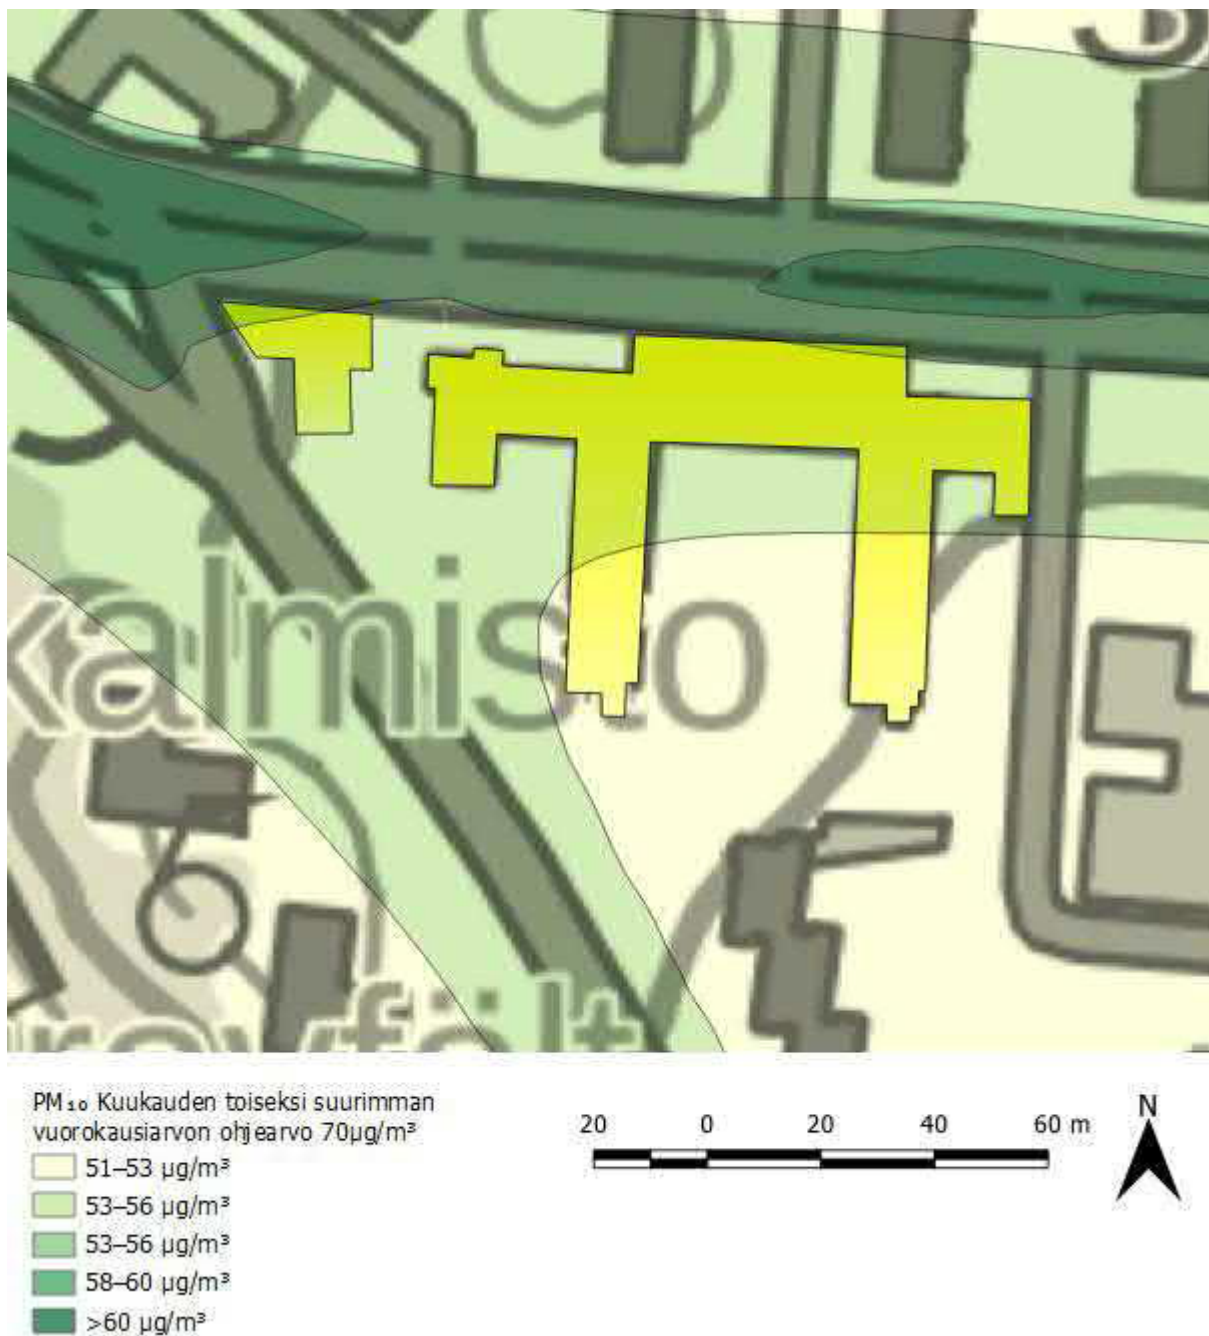 kalmisto
PM₁₀ Kuukauden toiseksi suurimman
vuorokausiarvon ohjearvo 70µg/m³
51–53 µg/m³
53–56 µg/m³
53–56 µg/m³
58–60 µg/m³
>60 µg/m³
20 0 20 40 60 m
N